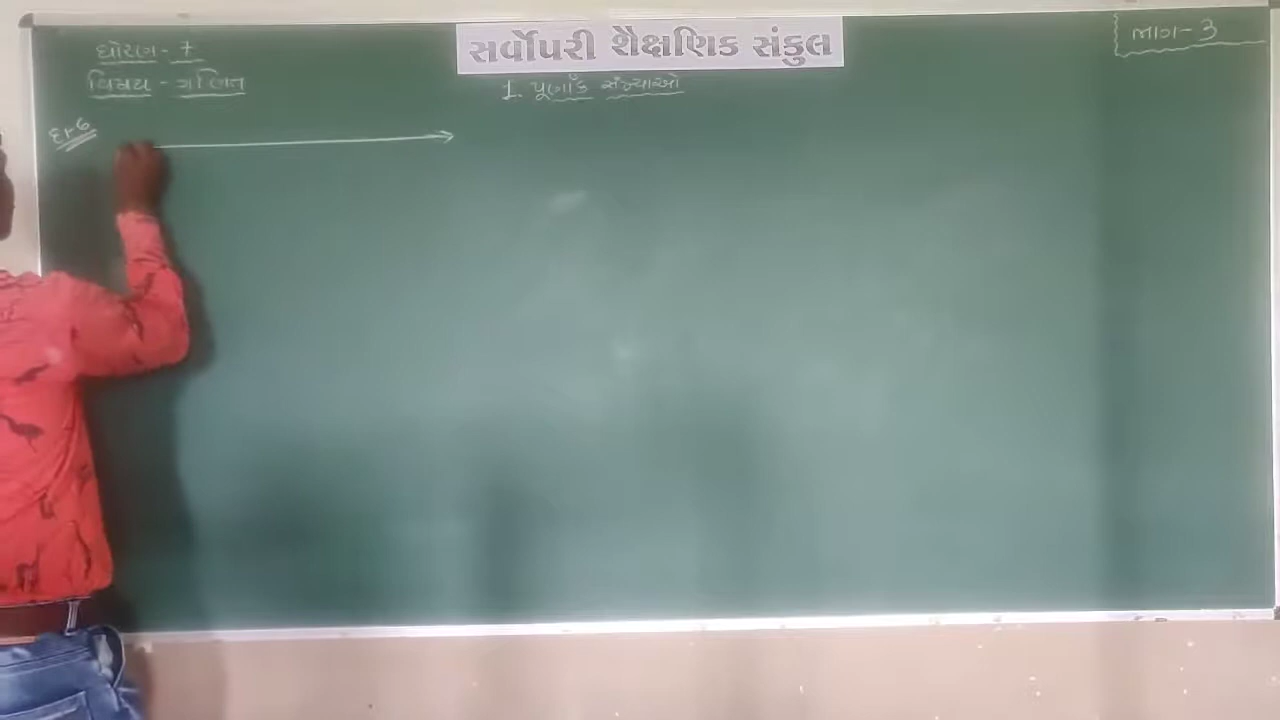 સર્વોપરી શૈક્ષણિક સંકુલ
ધોરણ - 7
ભાગ - 3
વિષય - ગણિત
1. પૂર્ણાંક સંખ્યાઓ